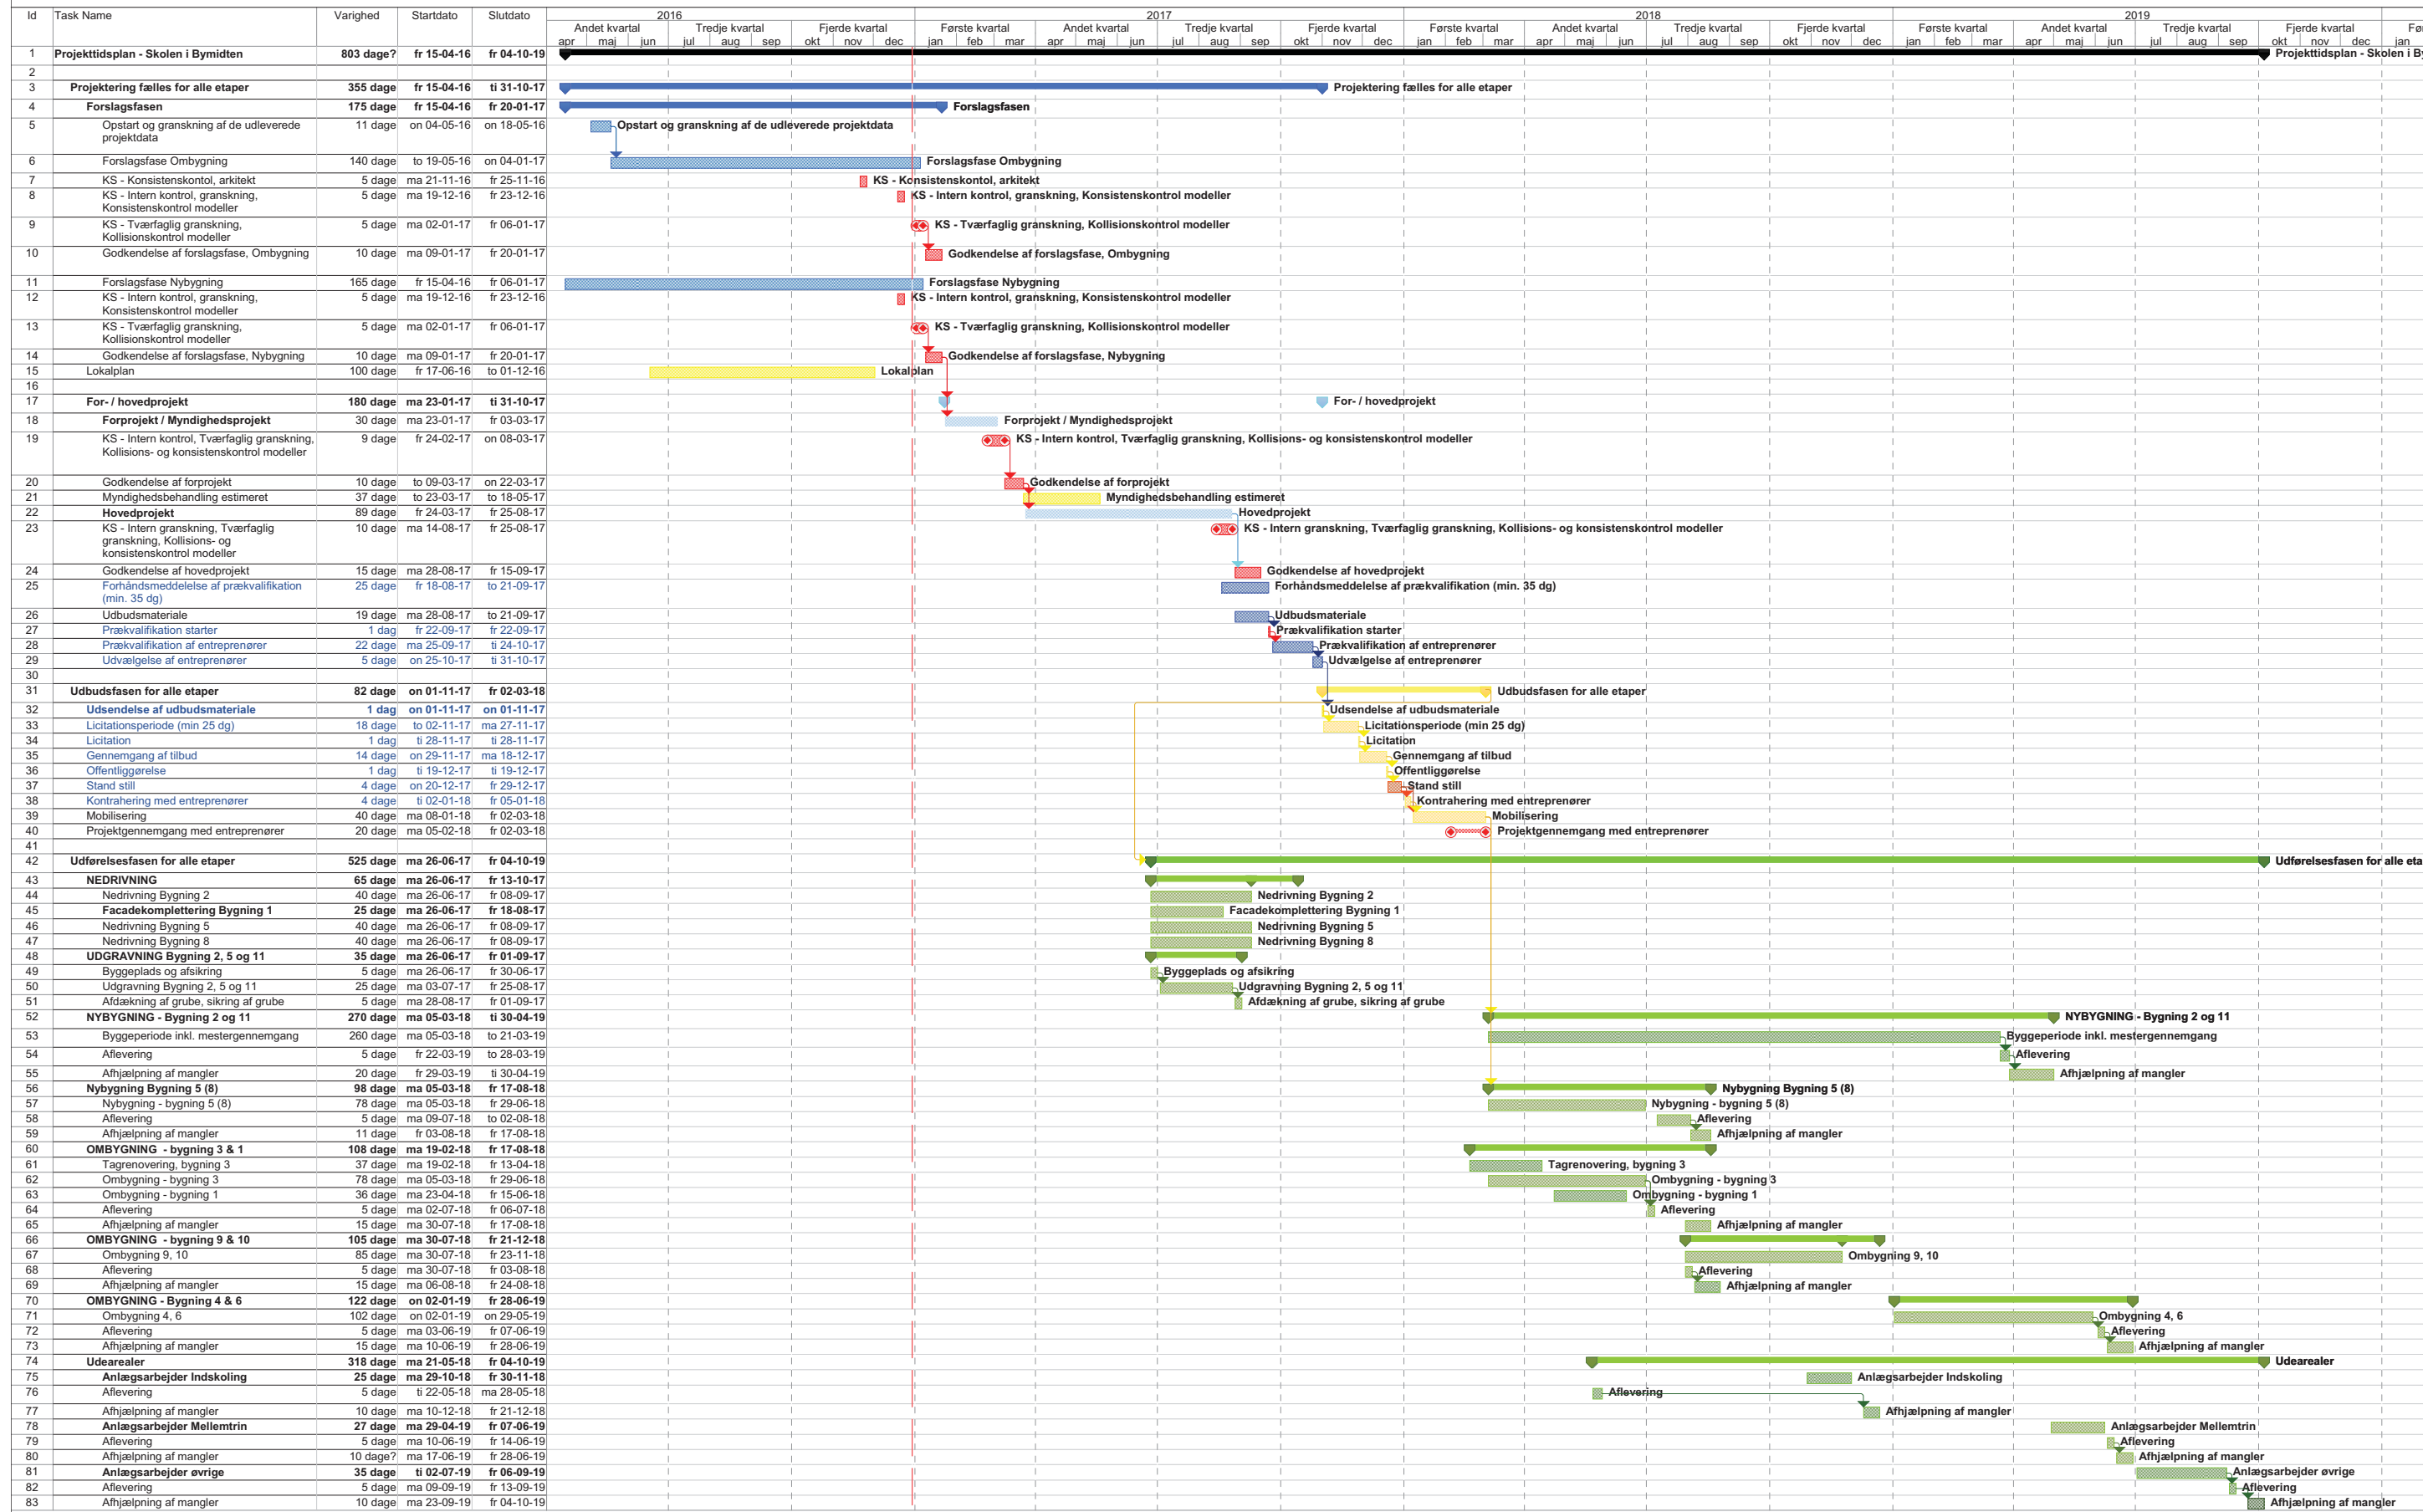 Id Task Name Varighed Startdato Slutdato 2016 2017 2018 2019
Andet kvartal Tredje kvartal Fjerde kvartal Første kvartal Andet kvartal Tredje kvartal Fjerde kvartal Første kvartal Andet kvartal Tredje kvartal Fjerde kvartal Første kvartal Andet kvartal Tredje kvartal Fjerde kvartal Fø
apr maj jun jul aug sep okt nov dec jan feb mar apr maj jun jul aug sep okt nov dec jan feb mar apr maj jun jul aug sep okt nov dec jan feb mar apr maj jun jul aug sep okt nov dec jan
1 Projekttidsplan - Skolen i Bymidten 803 dage? fr 15-04-16 fr 04-10-19 Projekttidsplan - Skolen i B
2
3 Projektering fælles for alle etaper 355 dage fr 15-04-16 ti 31-10-17 Projektering fælles for alle etaper
4 Forslagsfasen 175 dage fr 15-04-16 fr 20-01-17 Forslagsfasen
5 Opstart og granskning af de udleverede 11 dage on 04-05-16 on 18-05-16 Opstart og granskning af de udleverede projektdata
projektdata
6 Forslagsfase Ombygning 140 dage to 19-05-16 on 04-01-17 Forslagsfase Ombygning
7 KS - Konsistenskontol, arkitekt 5 dage ma 21-11-16 fr 25-11-16 KS - Konsistenskontol, arkitekt
8 KS - Intern kontrol, granskning, 5 dage ma 19-12-16 fr 23-12-16 KS - Intern kontrol, granskning, Konsistenskontrol modeller
Konsistenskontrol modeller
9 KS - Tværfaglig granskning, 5 dage ma 02-01-17 fr 06-01-17 KS - Tværfaglig granskning, Kollisionskontrol modeller
Kollisionskontrol modeller
10 Godkendelse af forslagsfase, Ombygning 10 dage ma 09-01-17 fr 20-01-17 Godkendelse af forslagsfase, Ombygning
11 Forslagsfase Nybygning 165 dage fr 15-04-16 fr 06-01-17 Forslagsfase Nybygning
12 KS - Intern kontrol, granskning, 5 dage ma 19-12-16 fr 23-12-16 KS - Intern kontrol, granskning, Konsistenskontrol modeller
Konsistenskontrol modeller
13 KS - Tværfaglig granskning, 5 dage ma 02-01-17 fr 06-01-17 KS - Tværfaglig granskning, Kollisionskontrol modeller
Kollisionskontrol modeller
14 Godkendelse af forslagsfase, Nybygning 10 dage ma 09-01-17 fr 20-01-17 Godkendelse af forslagsfase, Nybygning
15 Lokalplan 100 dage fr 17-06-16 to 01-12-16 Lokalplan
16
17 For- / hovedprojekt 180 dage ma 23-01-17 ti 31-10-17 For- / hovedprojekt
18 Forprojekt / Myndighedsprojekt 30 dage ma 23-01-17 fr 03-03-17 Forprojekt / Myndighedsprojekt
19 KS - Intern kontrol, Tværfaglig granskning, 9 dage fr 24-02-17 on 08-03-17 KS - Intern kontrol, Tværfaglig granskning, Kollisions- og konsistenskontrol modeller
Kollisions- og konsistenskontrol modeller
20 Godkendelse af forprojekt 10 dage to 09-03-17 on 22-03-17 Godkendelse af forprojekt
21 Myndighedsbehandling estimeret 37 dage to 23-03-17 to 18-05-17 Myndighedsbehandling estimeret
22 Hovedprojekt 89 dage fr 24-03-17 fr 25-08-17 Hovedprojekt
23 KS - Intern granskning, Tværfaglig 10 dage ma 14-08-17 fr 25-08-17 KS - Intern granskning, Tværfaglig granskning, Kollisions- og konsistenskontrol modeller
granskning, Kollisions- og
konsistenskontrol modeller
24 Godkendelse af hovedprojekt 15 dage ma 28-08-17 fr 15-09-17 Godkendelse af hovedprojekt
25 Forhåndsmeddelelse af prækvalifikation 25 dage fr 18-08-17 to 21-09-17 Forhåndsmeddelelse af prækvalifikation (min. 35 dg)
(min. 35 dg)
26 Udbudsmateriale 19 dage ma 28-08-17 to 21-09-17 Udbudsmateriale
27 Prækvalifikation starter 1 dag fr 22-09-17 fr 22-09-17 Prækvalifikation starter
28 Prækvalifikation af entreprenører 22 dage ma 25-09-17 ti 24-10-17 Prækvalifikation af entreprenører
29 Udvælgelse af entreprenører 5 dage on 25-10-17 ti 31-10-17 Udvælgelse af entreprenører
30
31 Udbudsfasen for alle etaper 82 dage on 01-11-17 fr 02-03-18 Udbudsfasen for alle etaper
32 Udsendelse af udbudsmateriale 1 dag on 01-11-17 on 01-11-17 Udsendelse af udbudsmateriale
33 Licitationsperiode (min 25 dg) 18 dage to 02-11-17 ma 27-11-17 Licitationsperiode (min 25 dg)
34 Licitation 1 dag ti 28-11-17 ti 28-11-17 Licitation
35 Gennemgang af tilbud 14 dage on 29-11-17 ma 18-12-17 Gennemgang af tilbud
36 Offentliggørelse 1 dag ti 19-12-17 ti 19-12-17 Offentliggørelse
37 Stand still 4 dage on 20-12-17 fr 29-12-17 Stand still
38 Kontrahering med entreprenører 4 dage ti 02-01-18 fr 05-01-18 Kontrahering med entreprenører
39 Mobilisering 40 dage ma 08-01-18 fr 02-03-18 Mobilisering
40 Projektgennemgang med entreprenører 20 dage ma 05-02-18 fr 02-03-18 Projektgennemgang med entreprenører
41
42 Udførelsesfasen for alle etaper 525 dage ma 26-06-17 fr 04-10-19 Udførelsesfasen for alle eta
43 NEDRIVNING 65 dage ma 26-06-17 fr 13-10-17
44 Nedrivning Bygning 2 40 dage ma 26-06-17 fr 08-09-17 Nedrivning Bygning 2
45 Facadekomplettering Bygning 1 25 dage ma 26-06-17 fr 18-08-17 Facadekomplettering Bygning 1
46 Nedrivning Bygning 5 40 dage ma 26-06-17 fr 08-09-17 Nedrivning Bygning 5
47 Nedrivning Bygning 8 40 dage ma 26-06-17 fr 08-09-17 Nedrivning Bygning 8
48 UDGRAVNING Bygning 2, 5 og 11 35 dage ma 26-06-17 fr 01-09-17
49 Byggeplads og afsikring 5 dage ma 26-06-17 fr 30-06-17 Byggeplads og afsikring
50 Udgravning Bygning 2, 5 og 11 25 dage ma 03-07-17 fr 25-08-17 Udgravning Bygning 2, 5 og 11
51 Afdækning af grube, sikring af grube 5 dage ma 28-08-17 fr 01-09-17 Afdækning af grube, sikring af grube
52 NYBYGNING - Bygning 2 og 11 270 dage ma 05-03-18 ti 30-04-19 NYBYGNING - Bygning 2 og 11
53 Byggeperiode inkl. mestergennemgang 260 dage ma 05-03-18 to 21-03-19 Byggeperiode inkl. mestergennemgang
54 Aflevering 5 dage fr 22-03-19 to 28-03-19 Aflevering
55 Afhjælpning af mangler 20 dage fr 29-03-19 ti 30-04-19 Afhjælpning af mangler
56 Nybygning Bygning 5 (8) 98 dage ma 05-03-18 fr 17-08-18 Nybygning Bygning 5 (8)
57 Nybygning - bygning 5 (8) 78 dage ma 05-03-18 fr 29-06-18 Nybygning - bygning 5 (8)
58 Aflevering 5 dage ma 09-07-18 to 02-08-18 Aflevering
59 Afhjælpning af mangler 11 dage fr 03-08-18 fr 17-08-18 Afhjælpning af mangler
60 OMBYGNING - bygning 3 & 1 108 dage ma 19-02-18 fr 17-08-18
61 Tagrenovering, bygning 3 37 dage ma 19-02-18 fr 13-04-18 Tagrenovering, bygning 3
62 Ombygning - bygning 3 78 dage ma 05-03-18 fr 29-06-18 Ombygning - bygning 3
63 Ombygning - bygning 1 36 dage ma 23-04-18 fr 15-06-18 Ombygning - bygning 1
64 Aflevering 5 dage ma 02-07-18 fr 06-07-18 Aflevering
65 Afhjælpning af mangler 15 dage ma 30-07-18 fr 17-08-18 Afhjælpning af mangler
66 OMBYGNING - bygning 9 & 10 105 dage ma 30-07-18 fr 21-12-18
67 Ombygning 9, 10 85 dage ma 30-07-18 fr 23-11-18 Ombygning 9, 10
68 Aflevering 5 dage ma 30-07-18 fr 03-08-18 Aflevering
69 Afhjælpning af mangler 15 dage ma 06-08-18 fr 24-08-18 Afhjælpning af mangler
70 OMBYGNING - Bygning 4 & 6 122 dage on 02-01-19 fr 28-06-19
71 Ombygning 4, 6 102 dage on 02-01-19 on 29-05-19 Ombygning 4, 6
72 Aflevering 5 dage ma 03-06-19 fr 07-06-19 Aflevering
73 Afhjælpning af mangler 15 dage ma 10-06-19 fr 28-06-19 Afhjælpning af mangler
74 Udearealer 318 dage ma 21-05-18 fr 04-10-19 Udearealer
75 Anlægsarbejder Indskoling 25 dage ma 29-10-18 fr 30-11-18 Anlægsarbejder Indskoling
76 Aflevering 5 dage ti 22-05-18 ma 28-05-18 Aflevering
77 Afhjælpning af mangler 10 dage ma 10-12-18 fr 21-12-18 Afhjælpning af mangler
78 Anlægsarbejder Mellemtrin 27 dage ma 29-04-19 fr 07-06-19 Anlægsarbejder Mellemtrin
79 Aflevering 5 dage ma 10-06-19 fr 14-06-19 Aflevering
80 Afhjælpning af mangler 10 dage? ma 17-06-19 fr 28-06-19 Afhjælpning af mangler
81 Anlægsarbejder øvrige 35 dage ti 02-07-19 fr 06-09-19 Anlægsarbejder øvrige
82 Aflevering 5 dage ma 09-09-19 fr 13-09-19 Aflevering
83 Afhjælpning af mangler 10 dage ma 23-09-19 fr 04-10-19 Afhjælpning af mangler